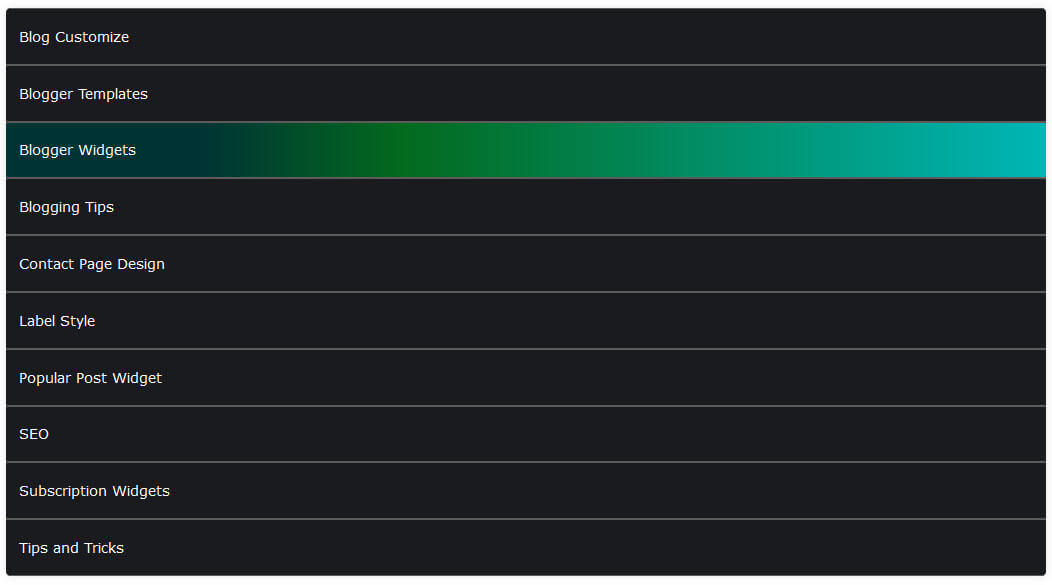 Blog Customize
Blogger Templates
Blogger Widgets
Blogging Tips
Contact Page Design
Label Style
Popular Post Widget
SEO
Subscription Widgets
Tips and Tricks